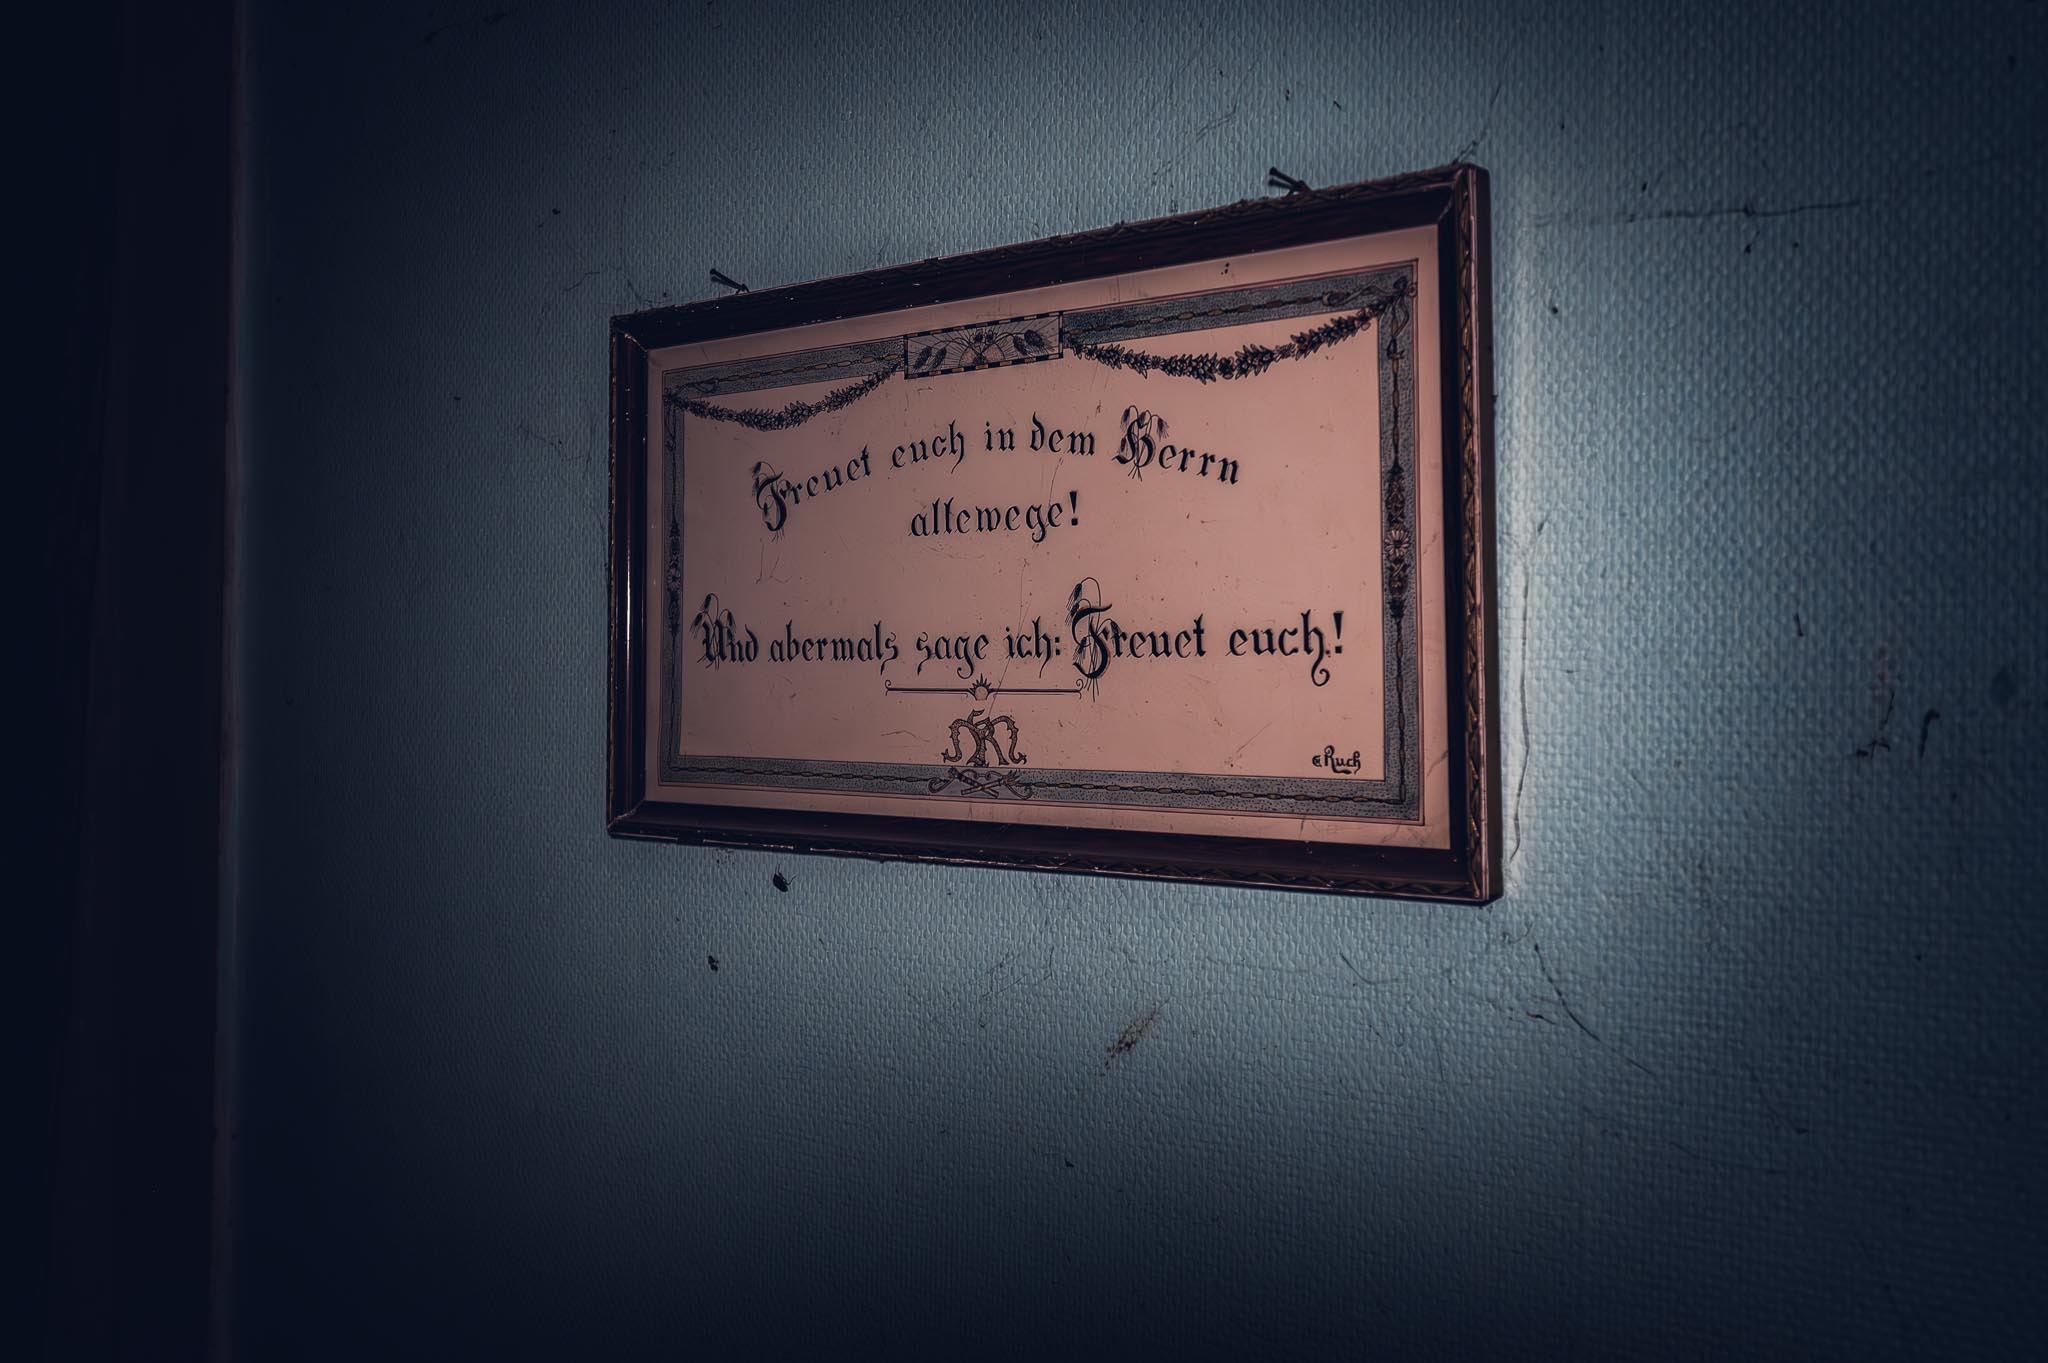 Freuet euch in dem Herrn
allewege!
Und abermals sage ich: Freuet euch!
E Ruch